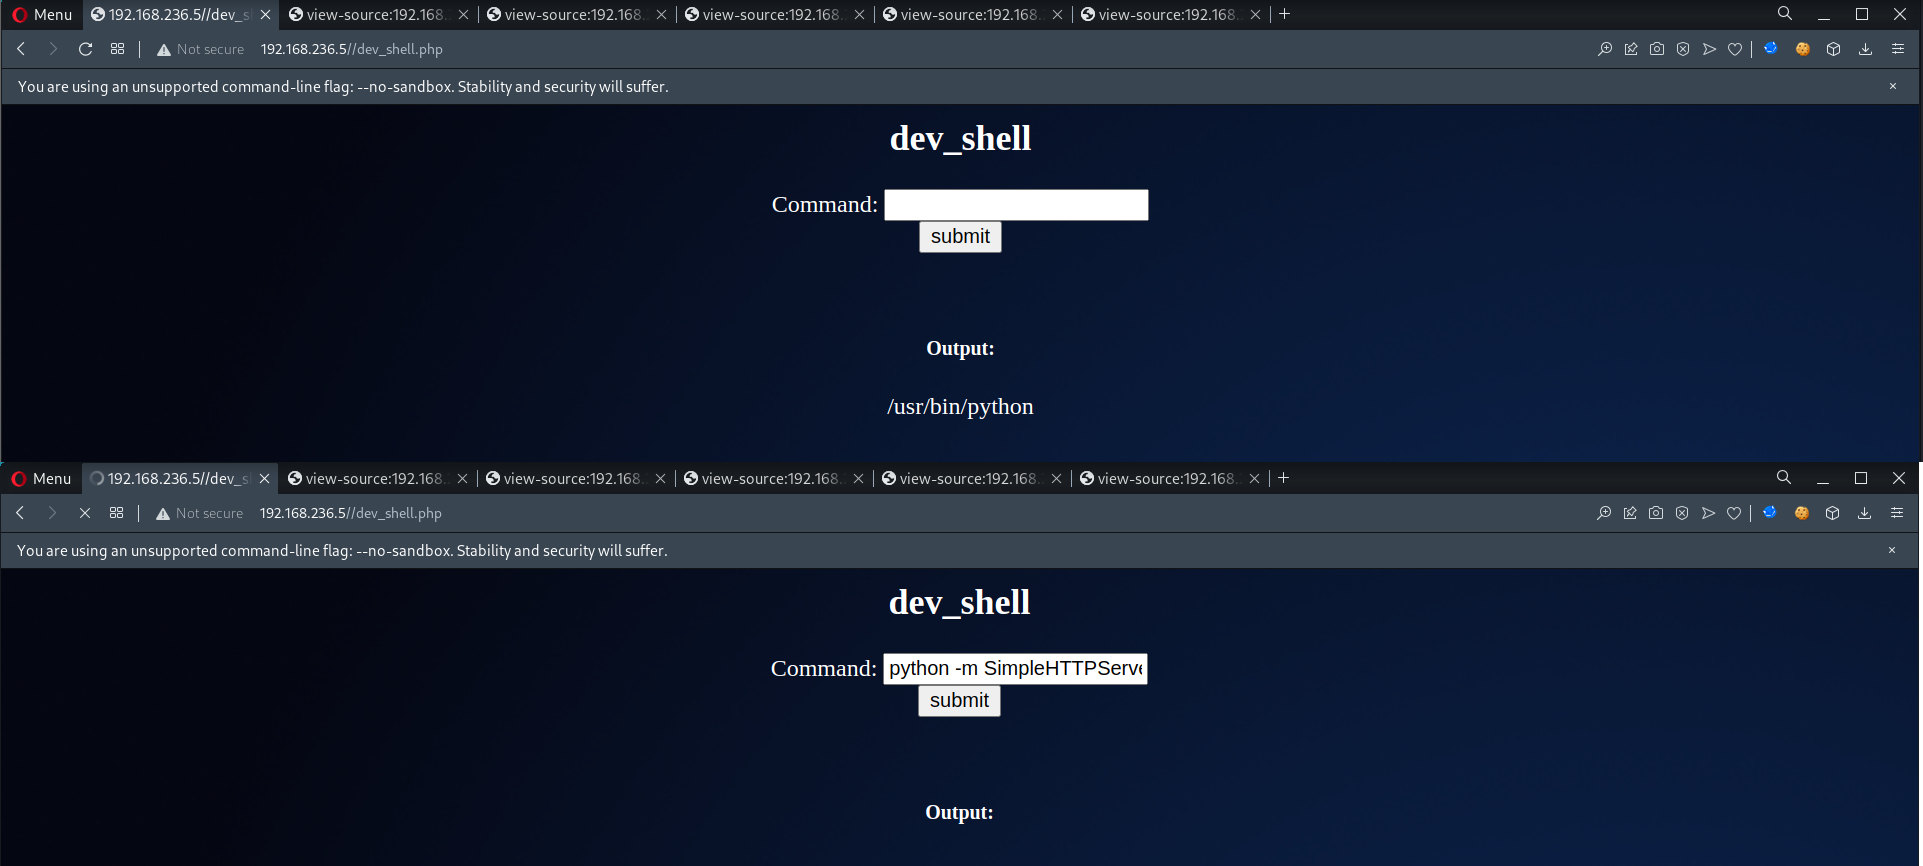 Menu 192.168.236.5//dev_s view-source:192.168. view-source:192.168. view-source:192.168. view-source:192.168. view-source:192.168.
Not secure 192.168.236.5//dev_shell.php
You are using an unsupported command-line flag: --no-sandbox. Stability and security will suffer.
dev_shell
Command:
submit
Output:
/usr/bin/python
Menu 192.168.236.5//dev_s view-source:192.168. view-source:192.168. view-source:192.168. view-source:192.168. view-source:192.168.
Not secure 192.168.236.5//dev_shell.php
You are using an unsupported command-line flag: --no-sandbox. Stability and security will suffer.
dev_shell
Command: python -m SimpleHTTPServe
submit
Output: